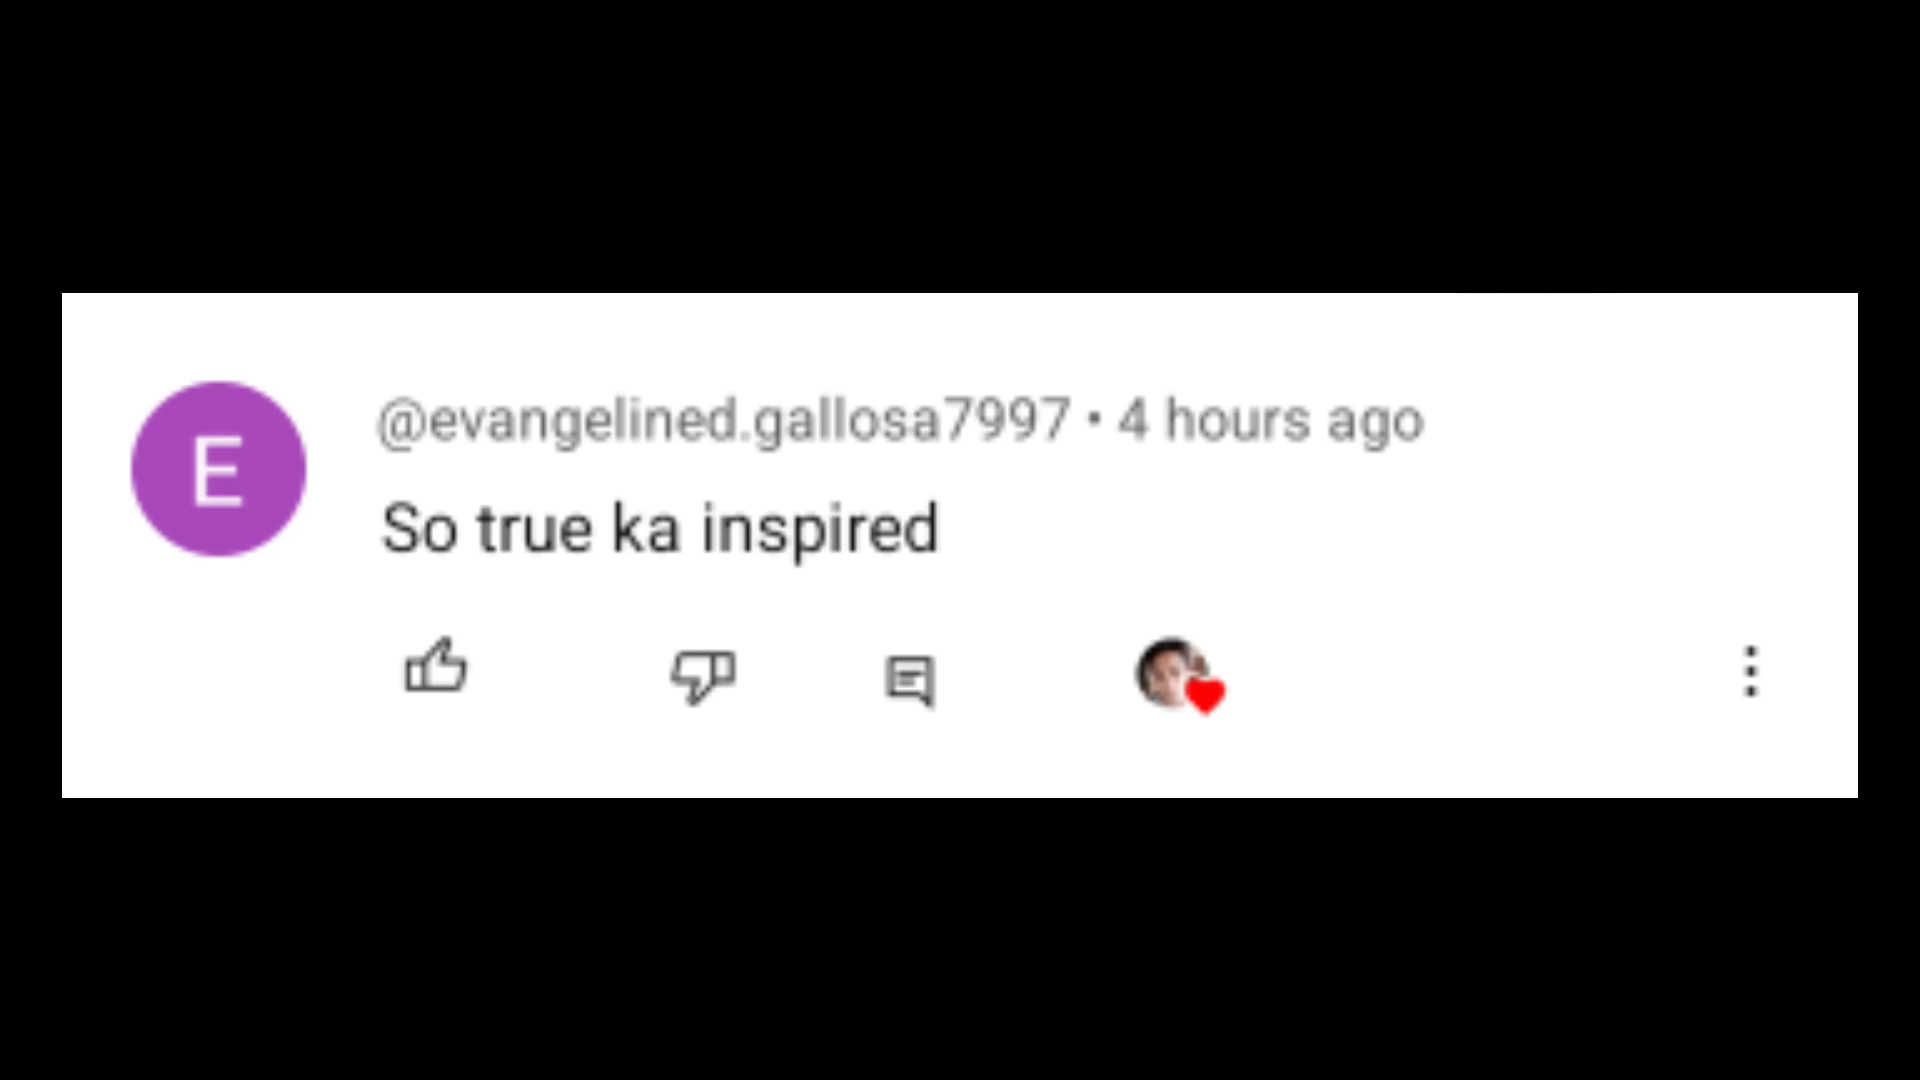 E
@evangelined.gallosa7997 • 4 hours ago
So true ka inspired